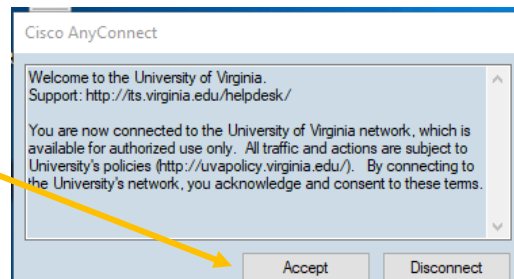 Cisco AnyConnect
Welcome to the University of Virginia.
Support: http://its.virginia.edu/helpdesk/
You are now connected to the University of Virginia network, which is
available for authorized use only. All traffic and actions are subject to
University's policies (http://uvapolicy.virginia.edu/). By connecting to
the University's network, you acknowledge and consent to these terms.
Accept Disconnect